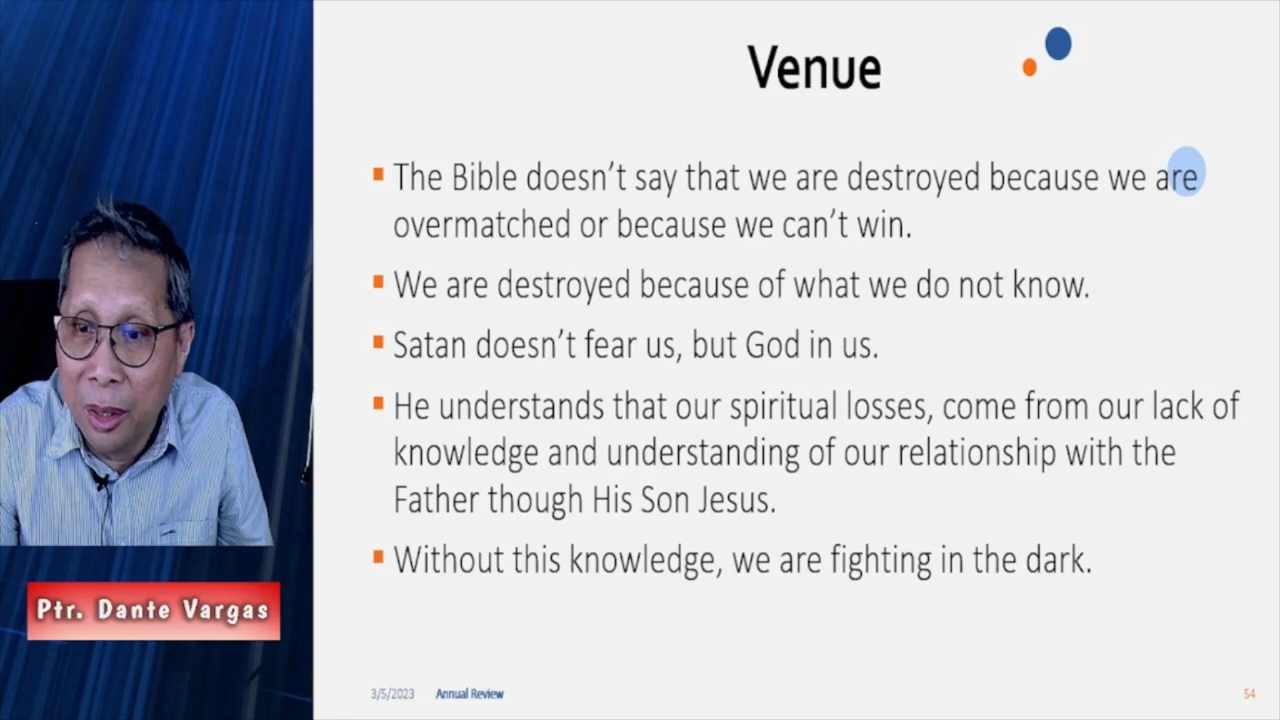 Venue
The Bible doesn’t say that we are destroyed because we are
overmatched or because we can’t win.
We are destroyed because of what we do not know.
Satan doesn’t fear us, but God in us.
He understands that our spiritual losses, come from our lack of
knowledge and understanding of our relationship with the
Father though His Son Jesus.
Without this knowledge, we are fighting in the dark.
Ptr. Dante Vargas
3/5/2023 Annual Review 54